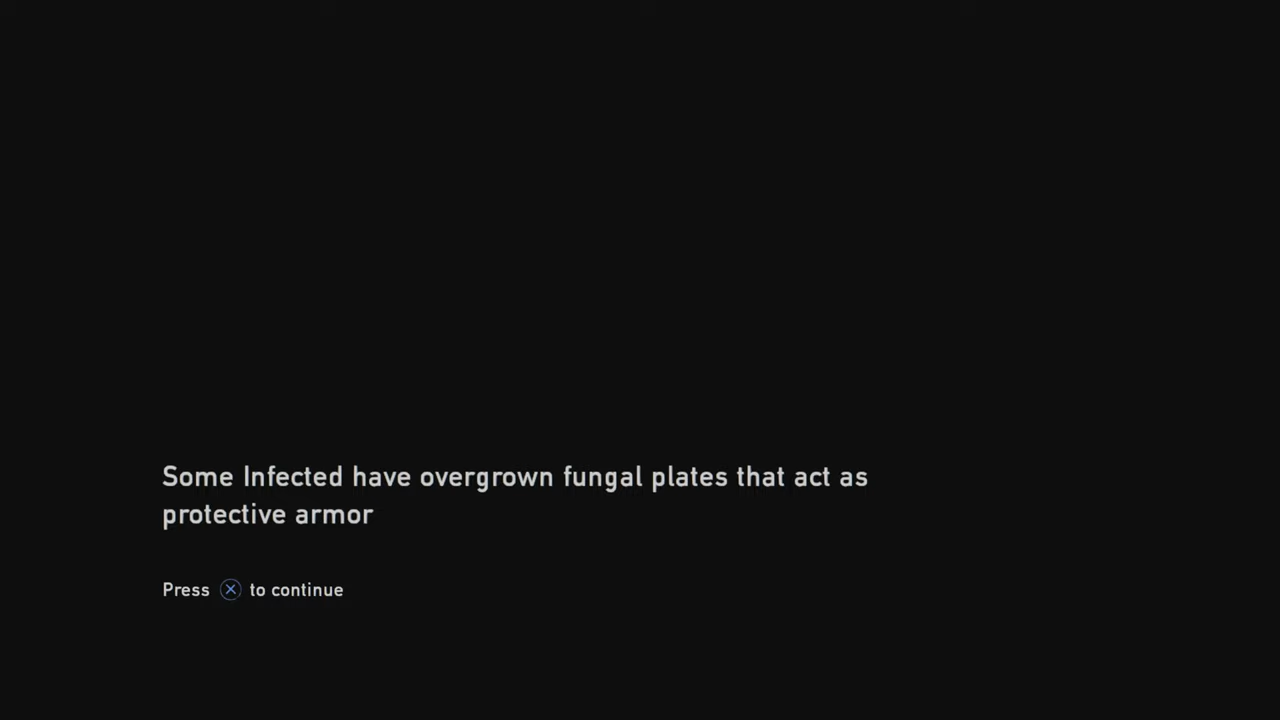 Some Infected have overgrown fungal plates that act as
protective armor
Press ⓧ to continue